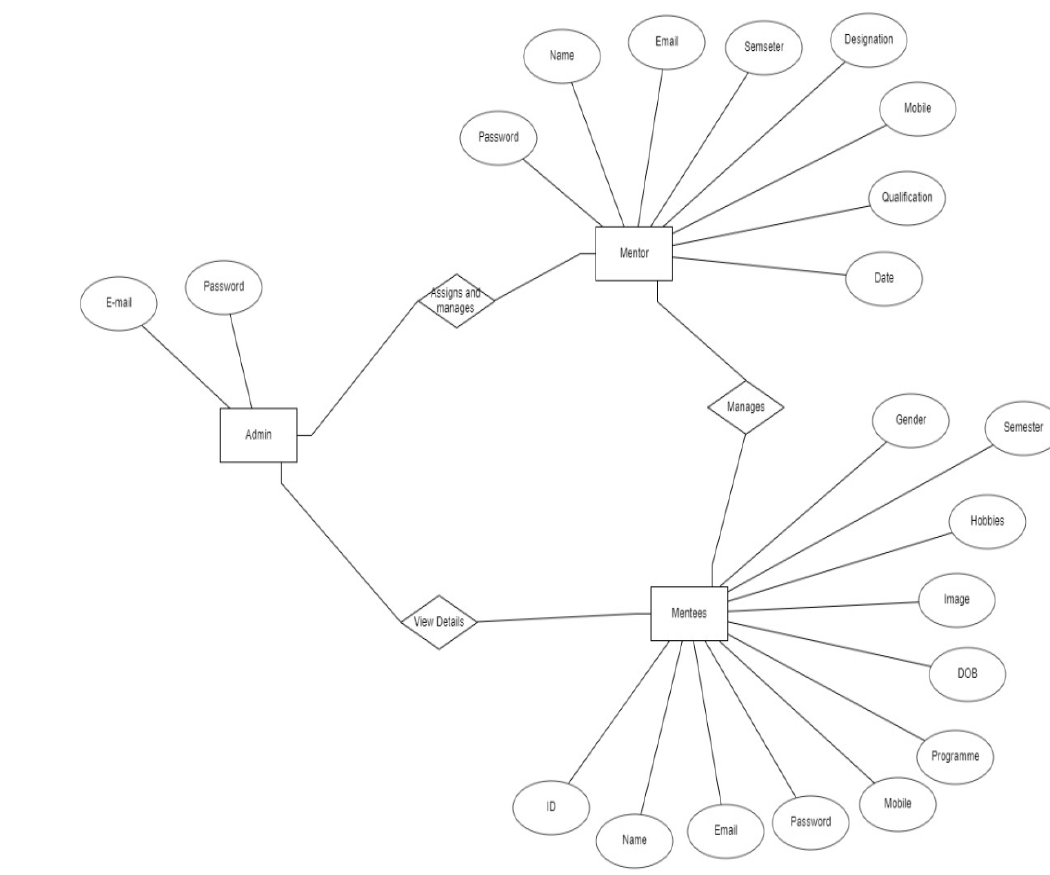 Name
Email
Semseter
Designation
Mobile
Password
Qualification
Mentor
Date
E-mail
Password
Assigns and
manages
Admin
Manages
Gender
Semester
Hobbies
Image
Mentees
View Details
DOB
Programme
ID
Name
Email
Password
Mobile